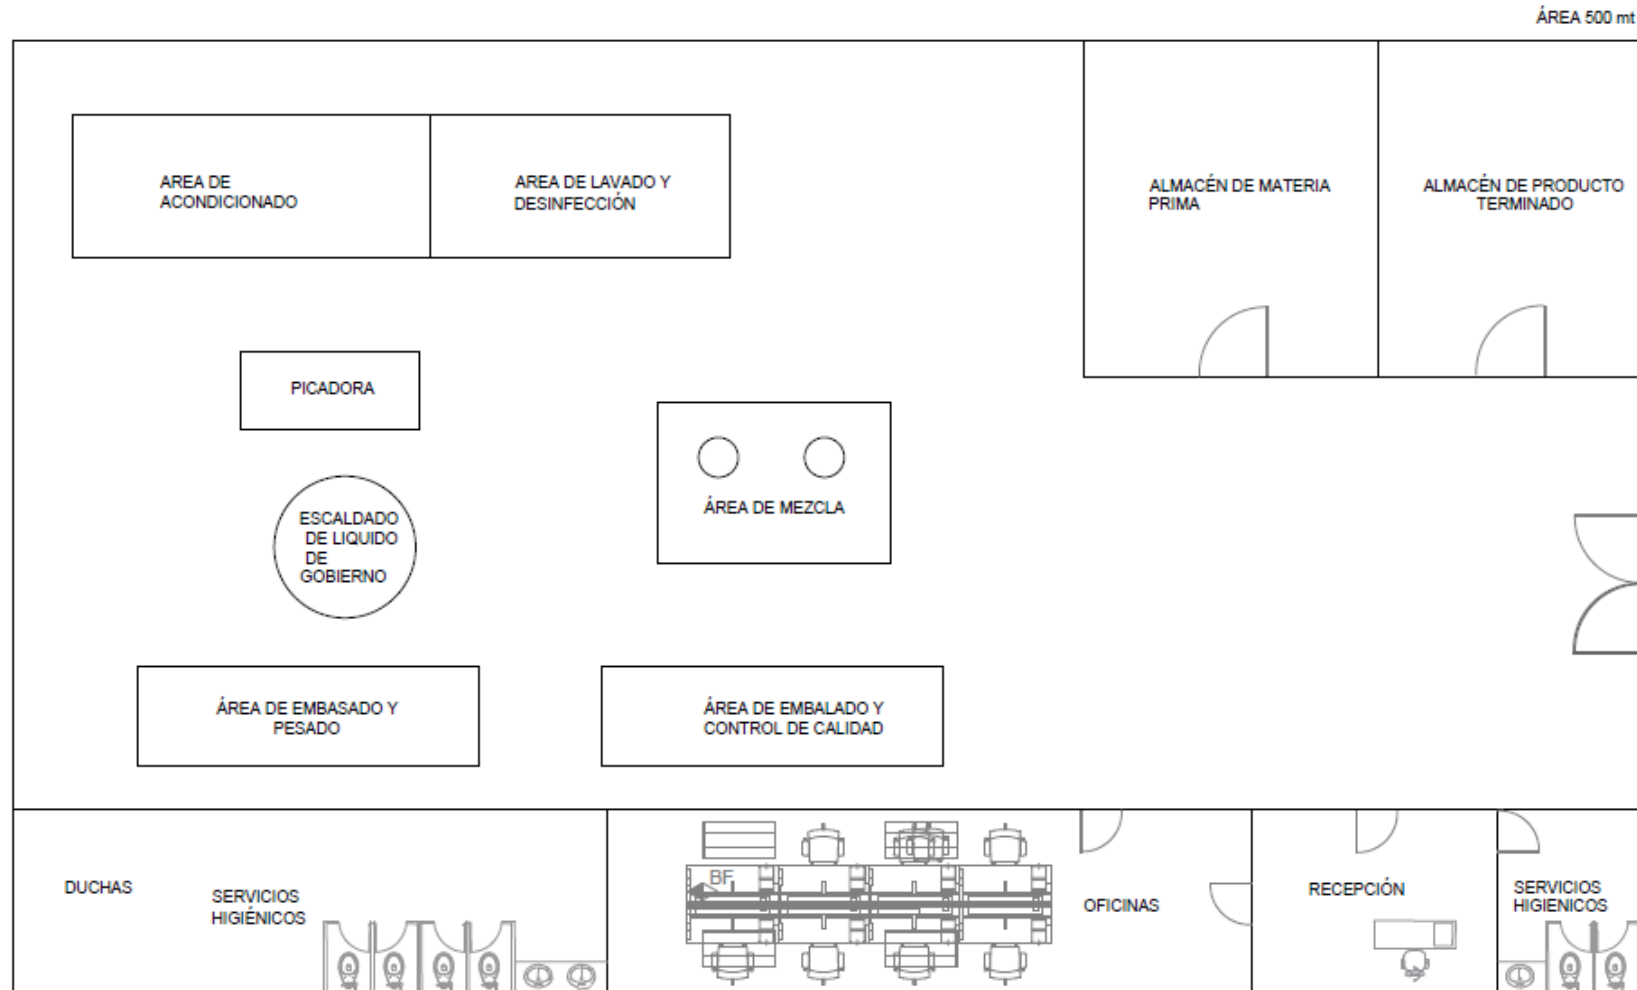 ÁREA 500 mt
AREA DE
ACONDICIONADO
AREA DE LAVADO Y
DESINFECCIÓN
ALMACÉN DE MATERIA
PRIMA
ALMACÉN DE PRODUCTO
TERMINADO
PICADORA
ESCALDADO
DE LIQUIDO
DE
GOBIERNO
ÁREA DE MEZCLA
ÁREA DE EMBASADO Y
PESADO
ÁREA DE EMBALADO Y
CONTROL DE CALIDAD
DUCHAS
SERVICIOS
HIGIÉNICOS
BF
OFICINAS
RECEPCIÓN
SERVICIOS
HIGIENICOS